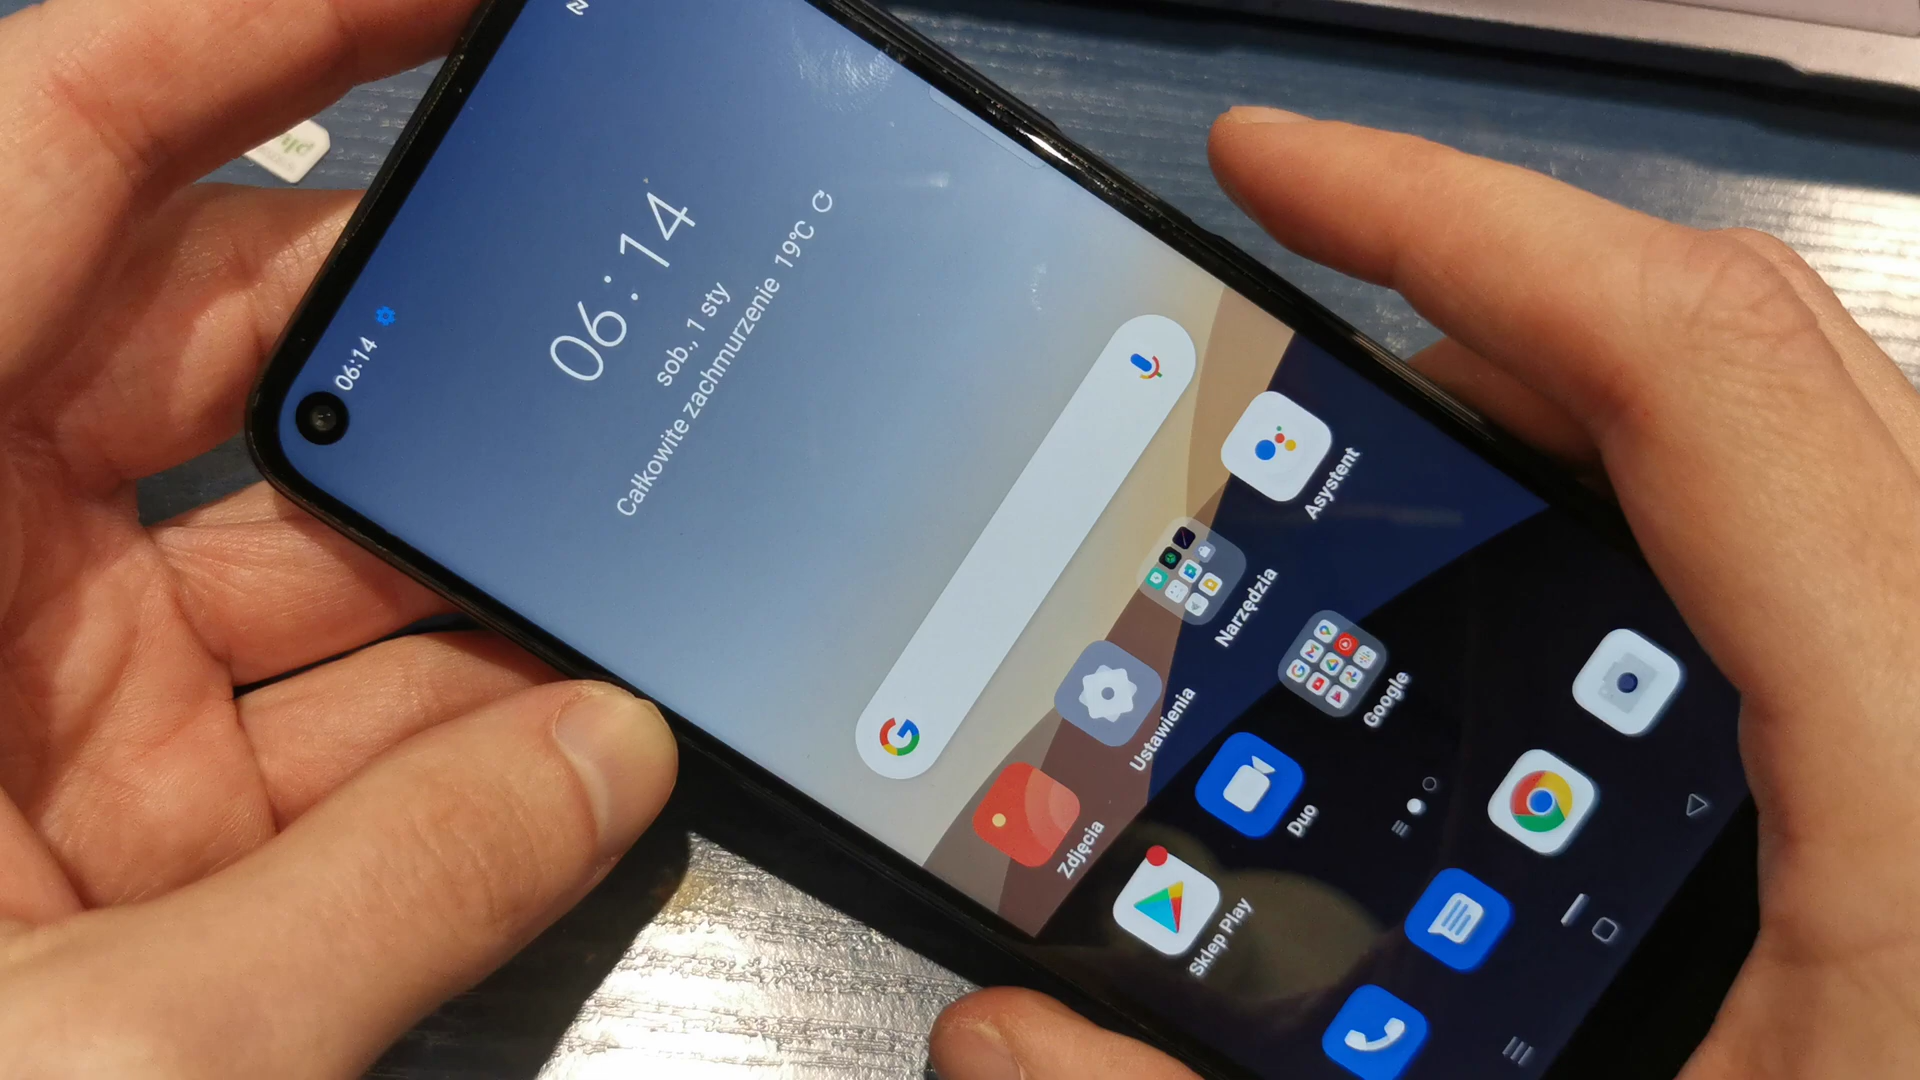 06:14
06:14
sob., 1 sty
Całkowite zachmurzenie 19°C
Zdjęcia
Ustawienia
Narzędzia
Asystent
Sklep Play
Duo
Google